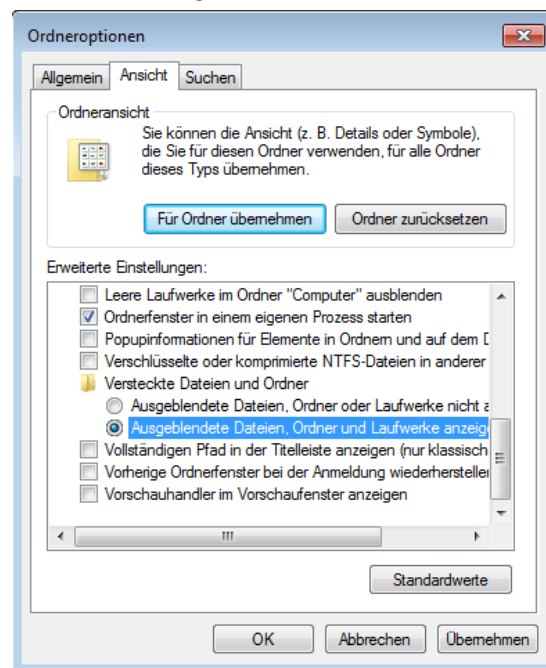 Ordneroptionen
Allgemein
Ansicht
Suchen
Ordneransicht
Sie können die Ansicht (z. B. Details oder Symbole),
die Sie für diesen Ordner verwenden, für alle Ordner
dieses Typs übernehmen.
Für Ordner übernehmen
Ordner zurücksetzen
Erweiterte Einstellungen:
Leere Laufwerke im Ordner "Computer" ausblenden
Ordnerfenster in einem eigenen Prozess starten
Popupinformationen für Elemente in Ordnern und auf dem
Verschlüsselte oder komprimierte NTFS-Dateien in anderer
Versteckte Dateien und Ordner
Ausgeblendete Dateien, Ordner oder Laufwerke nicht
Ausgeblendete Dateien, Ordner und Laufwerke anzeig
Vollständigen Pfad in der Titelleiste anzeigen (nur klassisch
Vorherige Ordnerfenster bei der Anmeldung wiederherstellen
Vorschauhandler im Vorschaufenster anzeigen
Standardwerte
OK
Abbrechen
Übernehmen